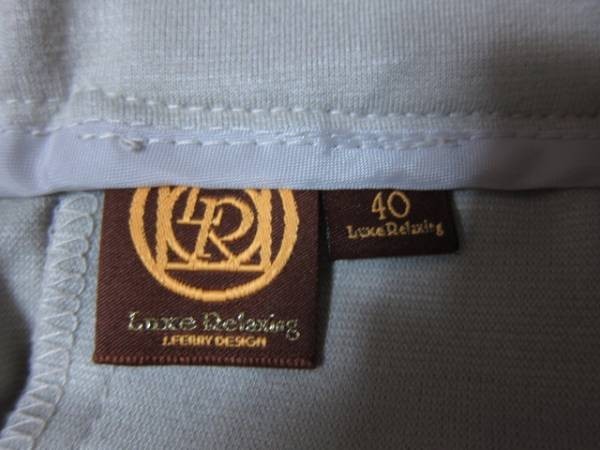 LR
Luxe Relaxing
J.FERRY DESIGN
40
Luxe Relaxing